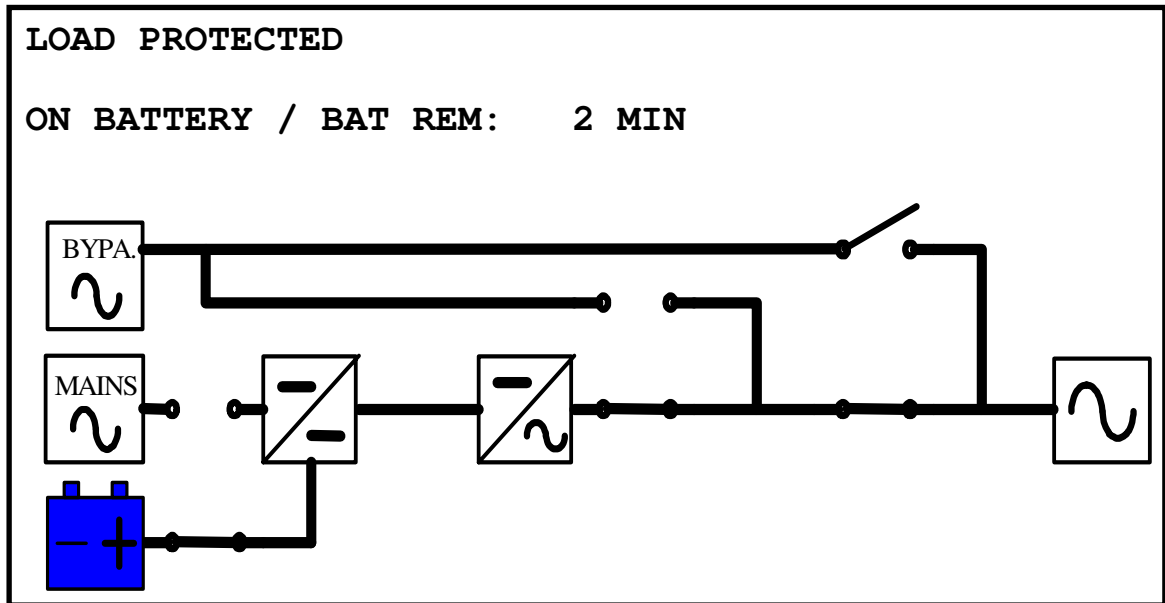 LOAD PROTECTED
ON BATTERY / BAT REM: 2 MIN
BYPA.
MAINS